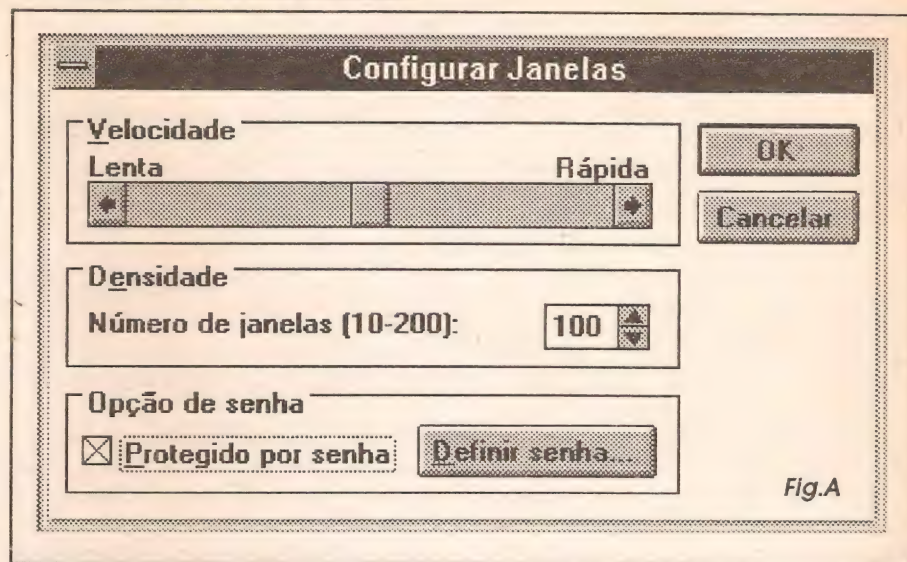 Configurar Janelas
Velocidade
Lenta Rápida
OK
Cancelar
Densidade
Número de janelas (10-200): 100
Opção de senha
Protegido por senha Definir senha...
Fig.A